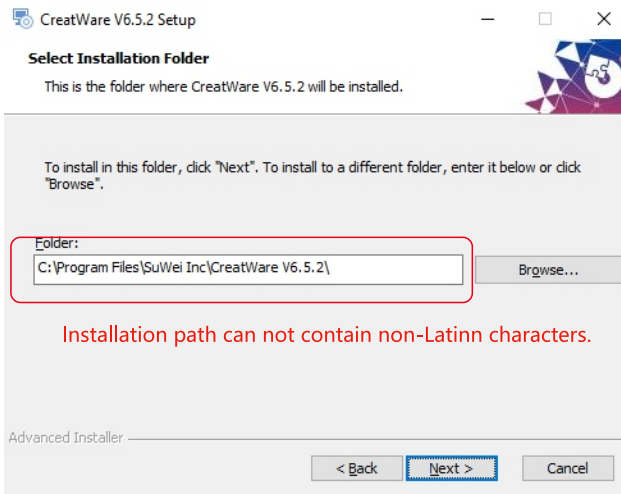 CreatWare V6.5.2 Setup
Select Installation Folder
This is the folder where CreatWare V6.5.2 will be installed.
To install in this folder, click "Next". To install to a different folder, enter it below or click
"Browse".
Folder:
C:\Program Files\SuWei Inc\CreatWare V6.5.2\
Browse...
Installation path can not contain non-Latinn characters.
Advanced Installer
< Back
Next >
Cancel